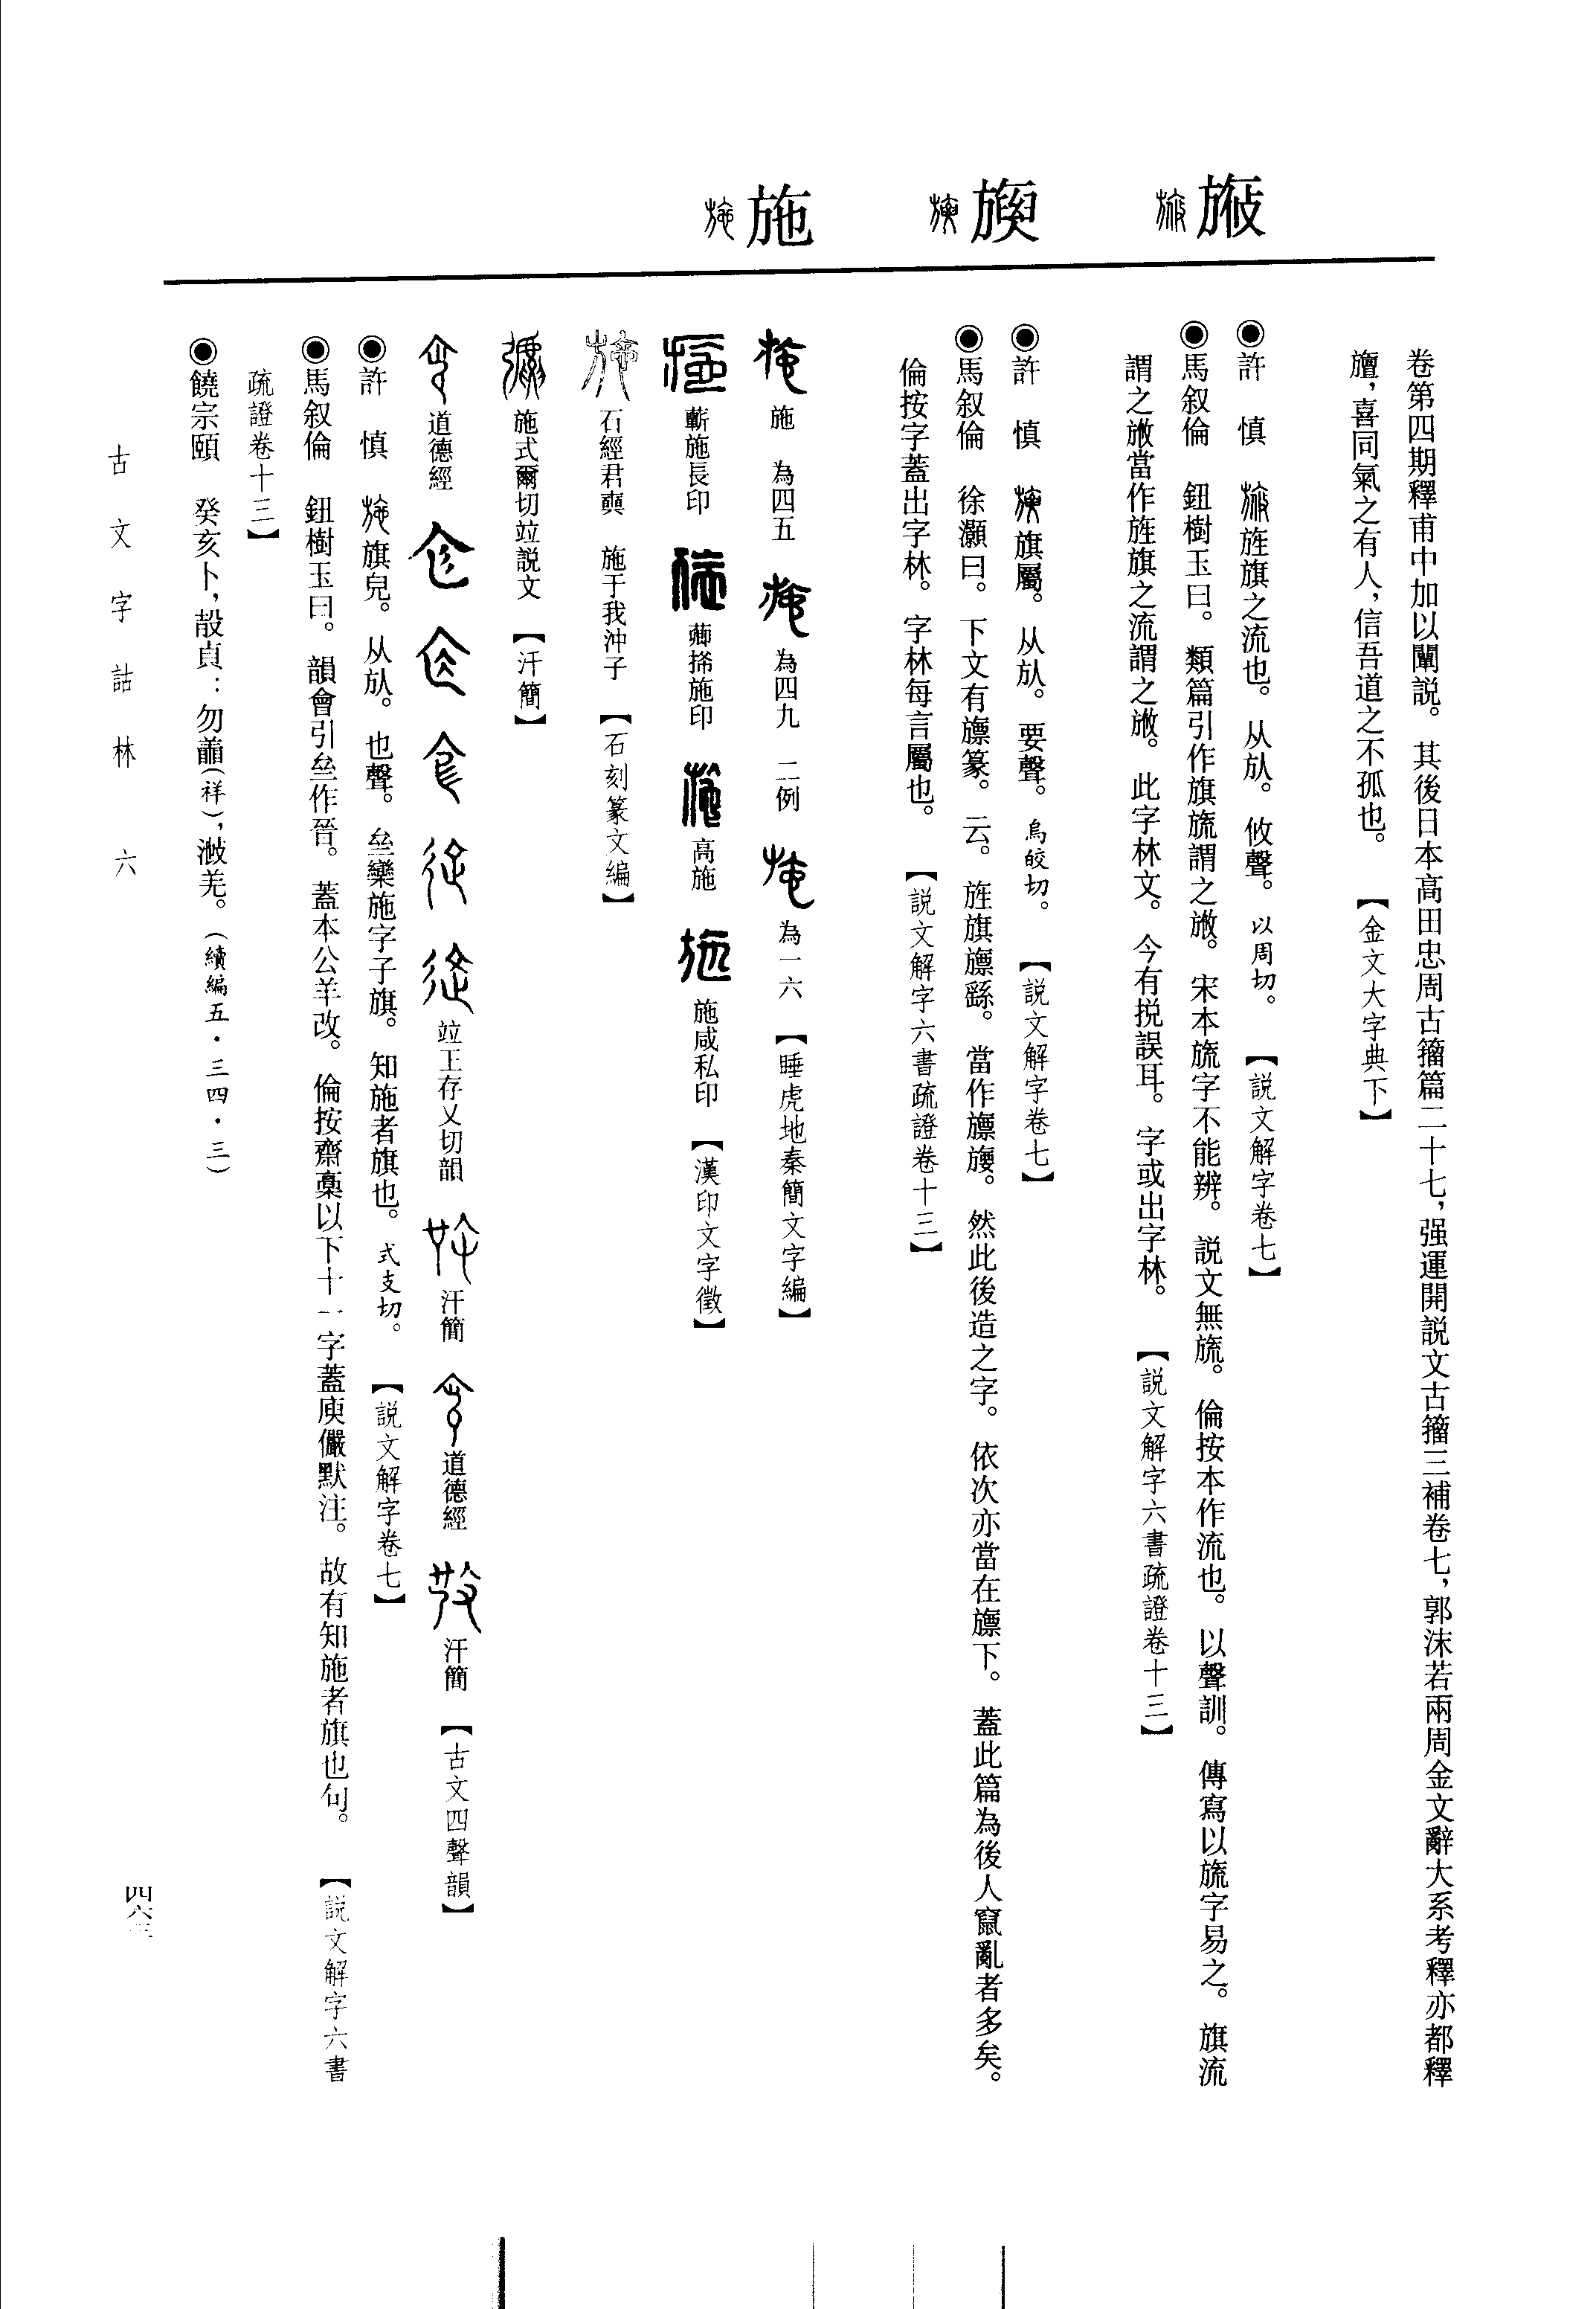 旇
旟
施
卷第四期釋甫中加以闡説。其後日本高田忠周古籀篇二十七，强運開説文古籀三補卷七，郭沫若兩周金文辭大系考釋亦都釋
旜，喜同氣之有人，信吾道之不孤也。【金文大字典下】
◉許 慎 旌旗之流也。从㫃。攸聲。以周切。【説文解字卷七】
◉馬叙倫 鈕樹玉曰。類篇引作旗旒謂之㫍。宋本旒字不能辨。説文無旒。倫按本作流也。以聲訓。傳寫以旒字易之。旗流
謂之㫍當作旌旗之流謂之㫍。此字林文。今有挩誤耳。字或出字林。【説文解字六書疏證卷十三】
◉許 慎 旗屬。从㫃。要聲。烏皎切。【説文解字卷七】
◉馬叙倫 徐灝曰。下文有旚篆。云。旌旗旚繇。當作旚㫏。然此後造之字。依次亦當在旚下。蓋此篇為後人竄亂者多矣。
倫按字蓋出字林。字林每言屬也。【説文解字六書疏證卷十三】
施 為四五 為四九 二例 為一六 【睡虎地秦簡文字編】
蘄施長印 施印 高施 施咸私印 【漢印文字徵】
石經君奭 施于我沖子 【石刻篆文編】
施式爾切竝説文 【汗簡】
道德經 竝王存乂切韻 汗簡 道德經 汗簡 【古文四聲韻】
◉許 慎 旗皃。从㫃。也聲。亝欒施字子旗。知施者旗也。式支切。【説文解字卷七】
◉馬叙倫 鈕樹玉曰。韻會引亝作晉。蓋本公羊改。倫按齋稾以下十一字蓋庾儼默注。故有知施者旗也句。【説文解字六書
疏證卷十三】
◉饒宗頤 癸亥卜，㱿貞：勿（祥），㳀羌。（續編五·三四·三）
古文字詁林 六